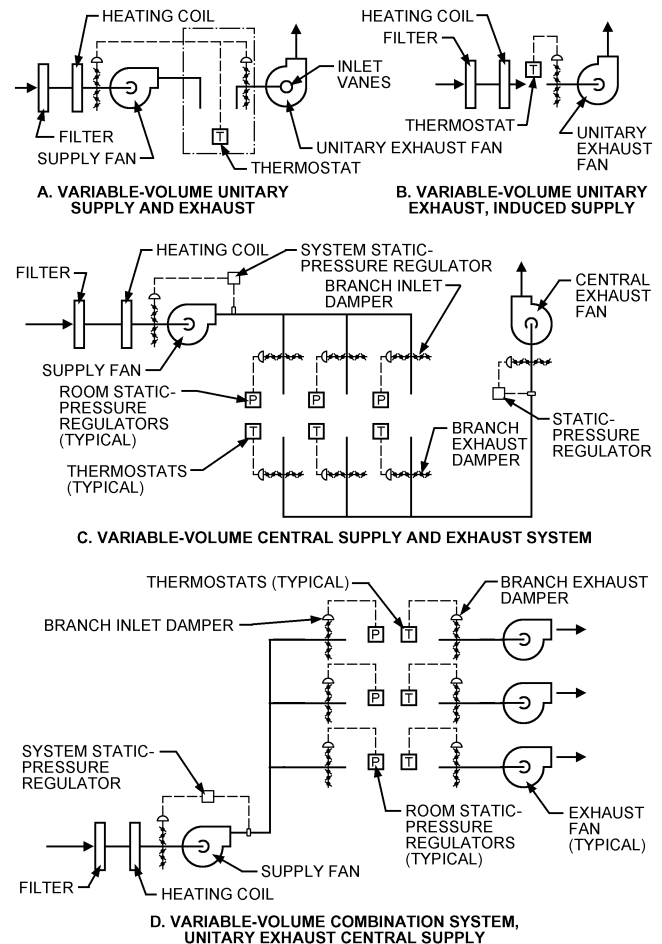 HEATING COIL
FILTER
SUPPLY FAN
T
INLET
VANES
UNITARY EXHAUST FAN
THERMOSTAT
A. VARIABLE-VOLUME UNITARY
SUPPLY AND EXHAUST
HEATING COIL
FILTER
T
THERMOSTAT
UNITARY
EXHAUST
FAN
B. VARIABLE-VOLUME UNITARY
EXHAUST, INDUCED SUPPLY
HEATING COIL
SYSTEM STATIC-
PRESSURE REGULATOR
FILTER
BRANCH INLET
DAMPER
CENTRAL
EXHAUST
FAN
SUPPLY FAN
ROOM STATIC-
PRESSURE
REGULATORS
(TYPICAL)
P
P
P
T
T
T
THERMOSTATS
(TYPICAL)
BRANCH
EXHAUST
DAMPER
STATIC-
PRESSURE
REGULATOR
C. VARIABLE-VOLUME CENTRAL SUPPLY AND EXHAUST SYSTEM
THERMOSTATS (TYPICAL)
BRANCH EXHAUST
DAMPER
BRANCH INLET DAMPER
P
T
P
T
P
T
SYSTEM STATIC-
PRESSURE
REGULATOR
ROOM STATIC-
PRESSURE
REGULATORS
(TYPICAL)
EXHAUST
FAN
(TYPICAL)
SUPPLY FAN
FILTER
HEATING COIL
D. VARIABLE-VOLUME COMBINATION SYSTEM,
UNITARY EXHAUST CENTRAL SUPPLY